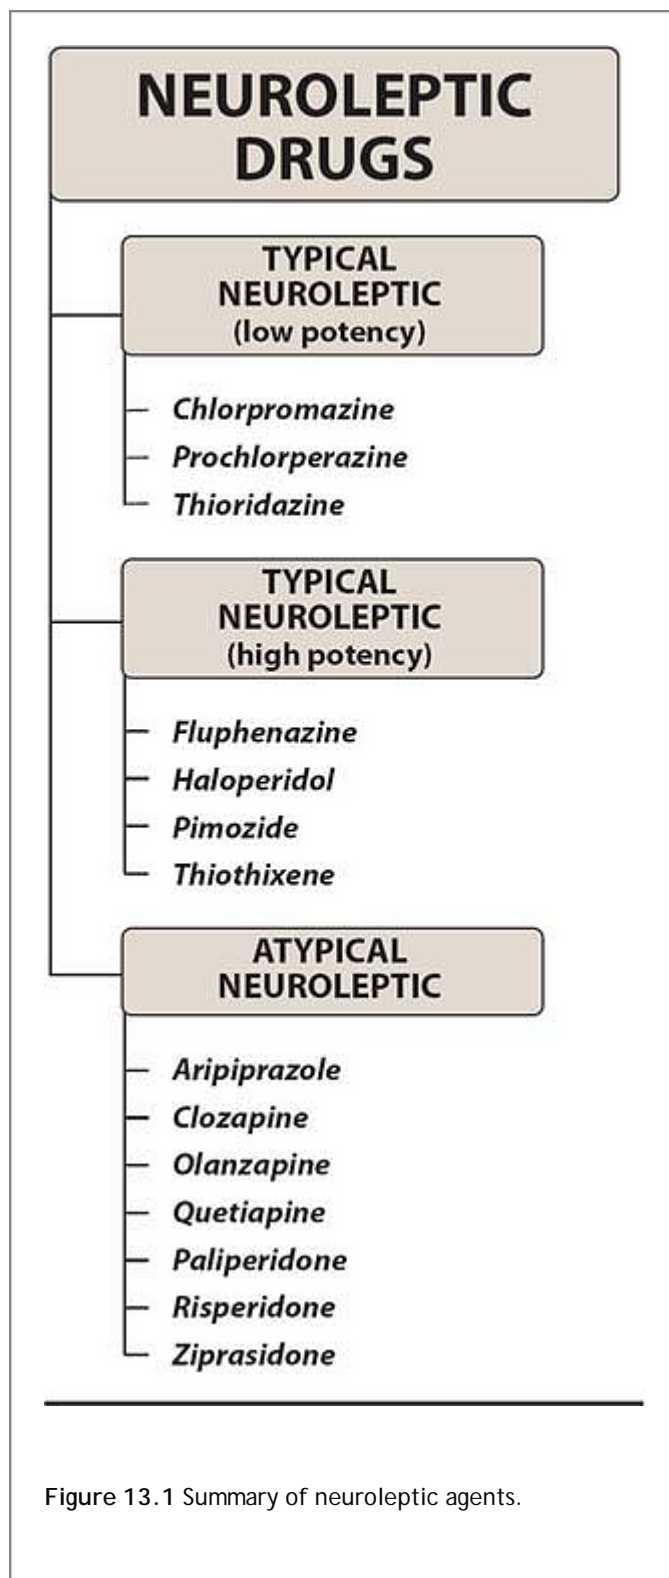 NEUROLEPTIC
DRUGS
TYPICAL
NEUROLEPTIC
(low potency)
Chlorpromazine
Prochlorperazine
Thioridazine
TYPICAL
NEUROLEPTIC
(high potency)
Fluphenazine
Haloperidol
Pimozide
Thiothixene
ATYPICAL
NEUROLEPTIC
Aripiprazole
Clozapine
Olanzapine
Quetiapine
Paliperidone
Risperidone
Ziprasidone
Figure 13.1 Summary of neuroleptic agents.